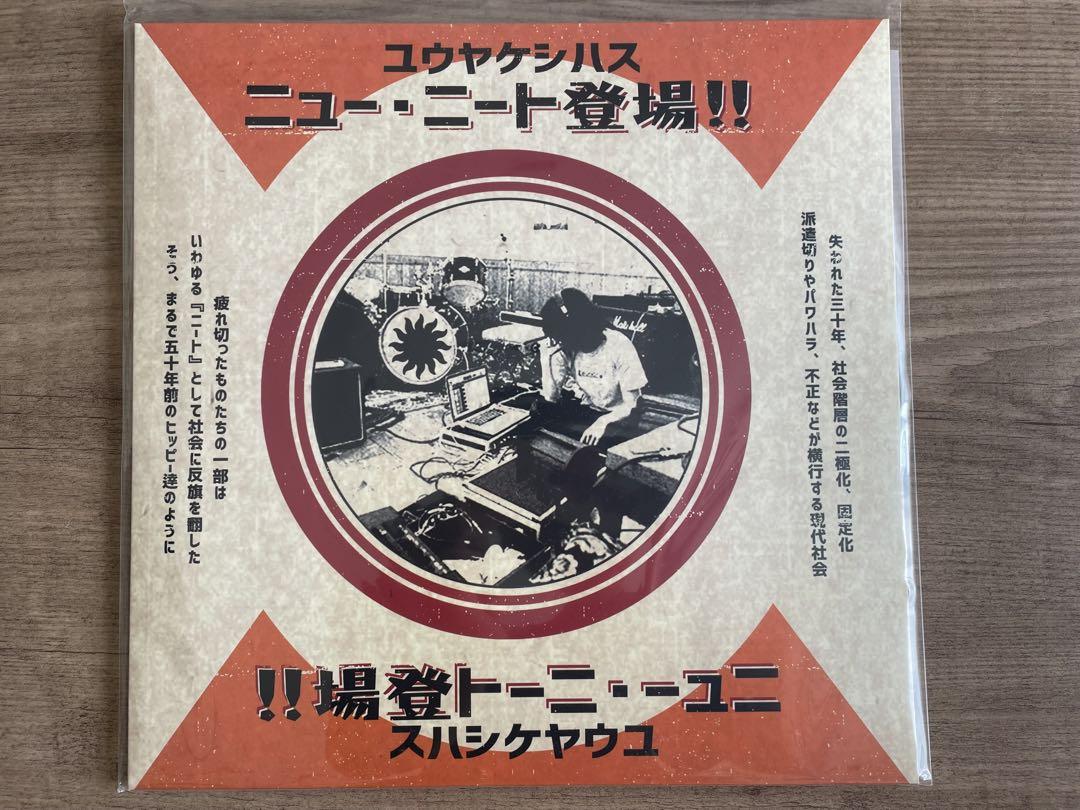 ユウヤケシハス
ニュー・ニート登場!!
失われた三十年、社会階層の二極化、固定化
派遣切りやパワハラ、不正などが横行する現代社会
疲れ切ったものたちの一部は
いわゆる『ニート』として社会に反旗を翻した
そう、まるで五十年前のヒッピー達のように
Marshall
!!場登トーニ・ーュニ
スハシケヤウユ